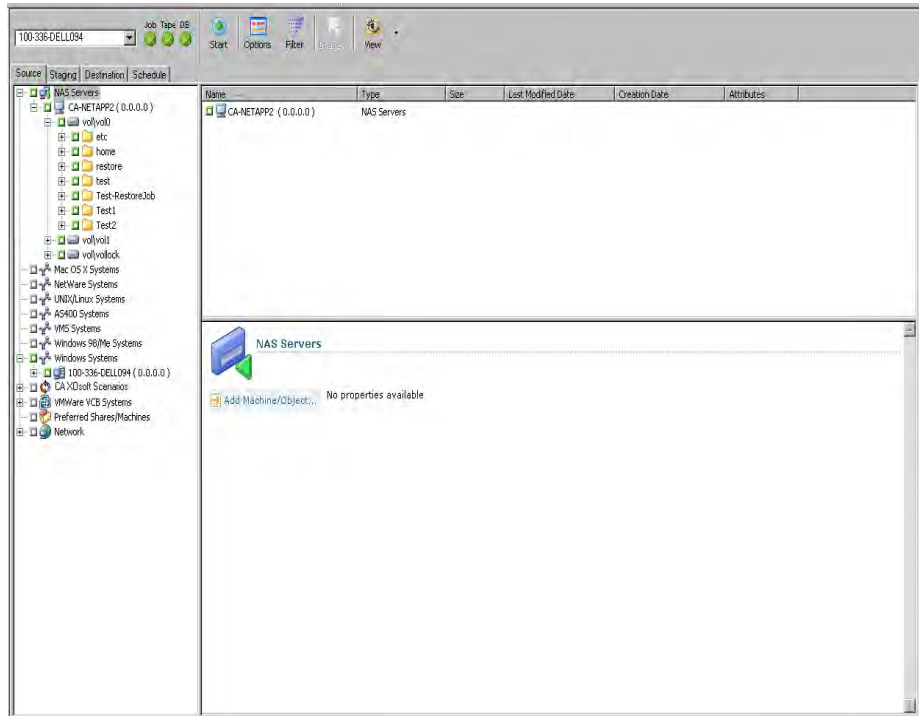 Job Tape DB
100-336-DELL094
Start Options Filter View
Source Staging Destination Schedule
NAS Servers
CA-NETAPP2 ( 0.0.0.0 )
vol\vol0
etc
home
restore
test
Test-RestoreJob
Test1
Test2
vol\vol1
vol\vollock
Mac OS X Systems
NetWare Systems
UNIX/Linux Systems
AS400 Systems
VMS Systems
Windows 98/Me Systems
Windows Systems
100-336-DELL094 ( 0.0.0.0 )
CA XOsoft Scenarios
VMWare VCB Systems
Preferred Shares/Machines
Network
Name Type Size Last Modified Date Creation Date Attributes
CA-NETAPP2 ( 0.0.0.0 ) NAS Servers
NAS Servers
Add Machine/Object... No properties available